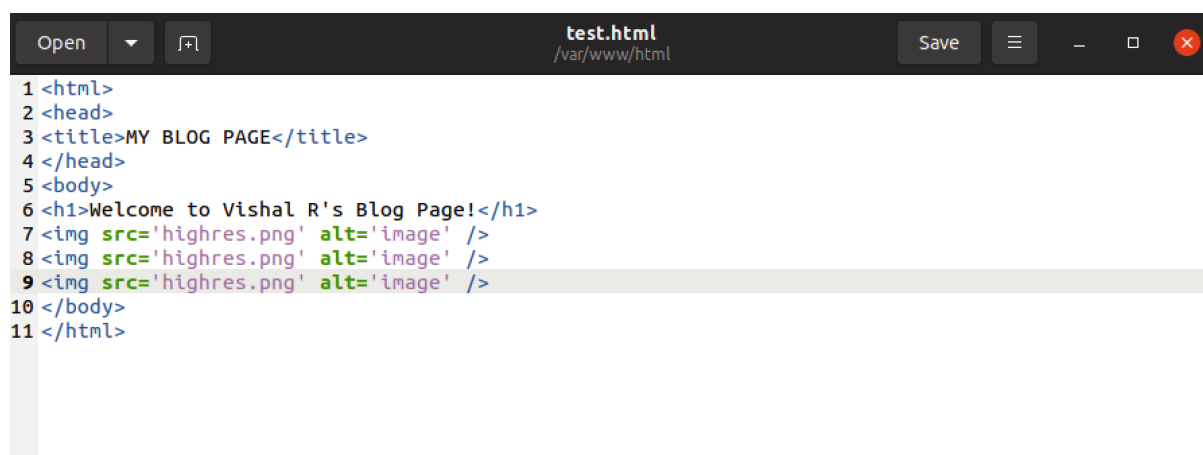 Open
test.html
/var/www/html
Save
1 <html>
2 <head>
3 <title>MY BLOG PAGE</title>
4 </head>
5 <body>
6 <h1>Welcome to Vishal R's Blog Page!</h1>
7 <img src='highres.png' alt='image' />
8 <img src='highres.png' alt='image' />
9 <img src='highres.png' alt='image' />
10 </body>
11 </html>